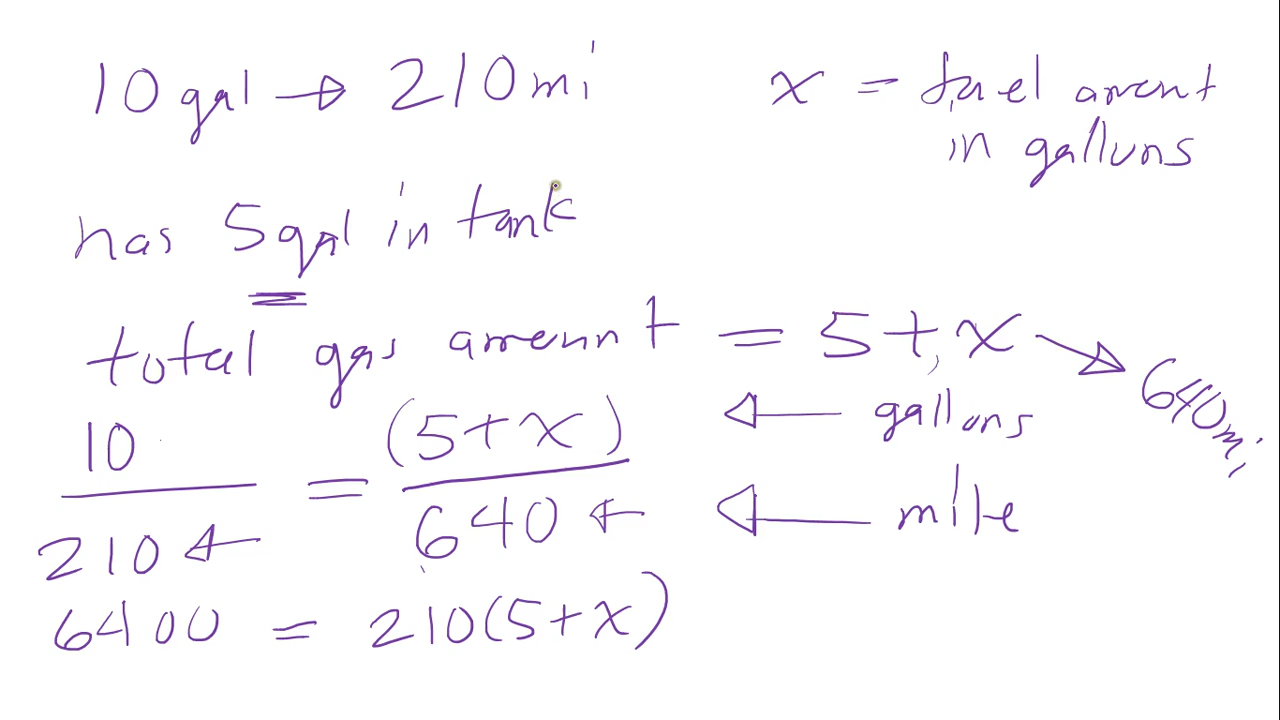 10 gal → 210 mi
x = fuel amount
in gallons
has 5 gal in tank
total gas amount = 5 + x → 640 mi
10 / 210 ← = (5 + x) / 640 ←
← gallons
← mile
6400 = 210(5 + x)